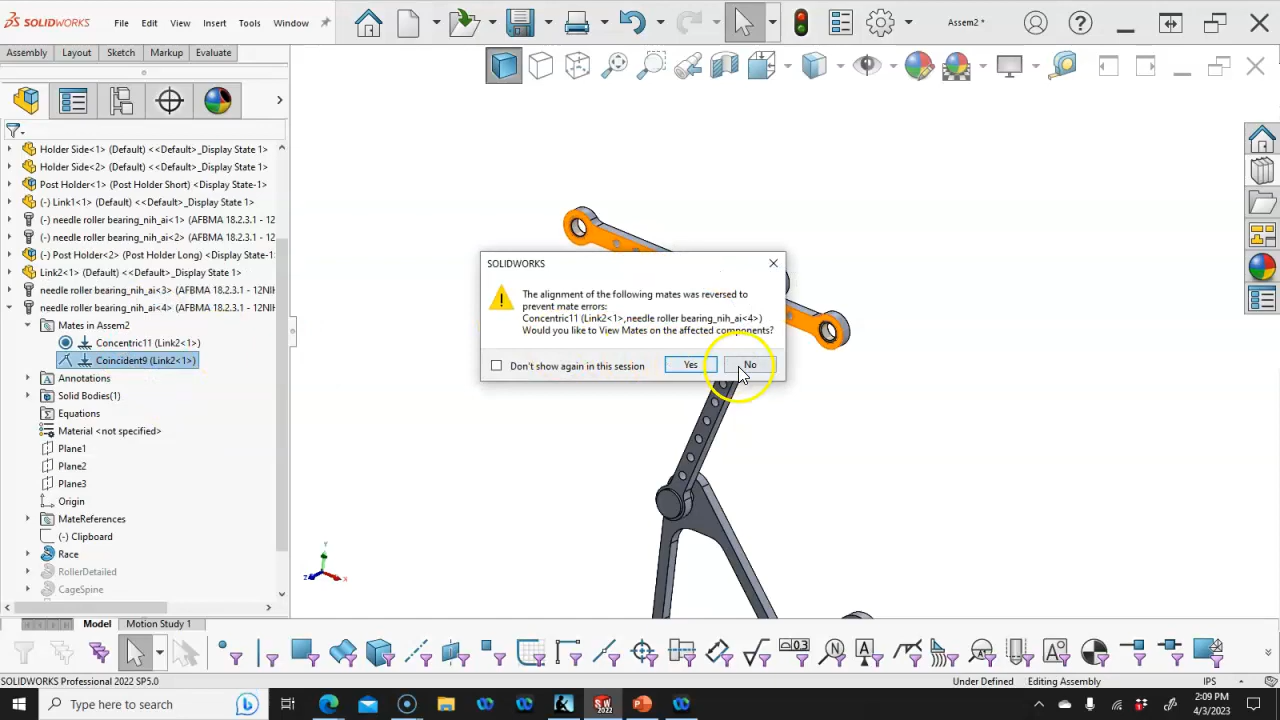 SOLIDWORKS File Edit View Insert Tools Window Assem2 *
Assembly Layout Sketch Markup Evaluate
Holder Side<1> (Default) <<Default>_Display State 1>
Holder Side<2> (Default) <<Default>_Display State 1>
Post Holder<1> (Post Holder Short) <Display State-1>
(-) Link1<1> (Default) <<Default>_Display State 1>
(-) needle roller bearing_nih_ai<1> (AFBMA 18.2.3.1 - 12
(-) needle roller bearing_nih_ai<2> (AFBMA 18.2.3.1 - 12
(-) Post Holder<2> (Post Holder Long) <Display State-1>
Link2<1> (Default) <<Default>_Display State 1>
needle roller bearing_nih_ai<3> (AFBMA 18.2.3.1 - 12NIH
needle roller bearing_nih_ai<4> (AFBMA 18.2.3.1 - 12NIH
Mates in Assem2
Concentric11 (Link2<1>)
Coincident9 (Link2<1>)
Annotations
Solid Bodies(1)
Equations
Material <not specified>
Plane1
Plane2
Plane3
Origin
MateReferences
(-) Clipboard
Race
RollerDetailed
CageSpine
SOLIDWORKS
The alignment of the following mates was reversed to
prevent mate errors:
Concentric11 (Link2<1>,needle roller bearing_nih_ai<4>)
Would you like to View Mates on the affected components?
Don't show again in this session Yes No
Y
Z X
Model Motion Study 1
SOLIDWORKS Professional 2022 SP5.0 Under Defined Editing Assembly IPS
Type here to search
2:09 PM
4/3/2023